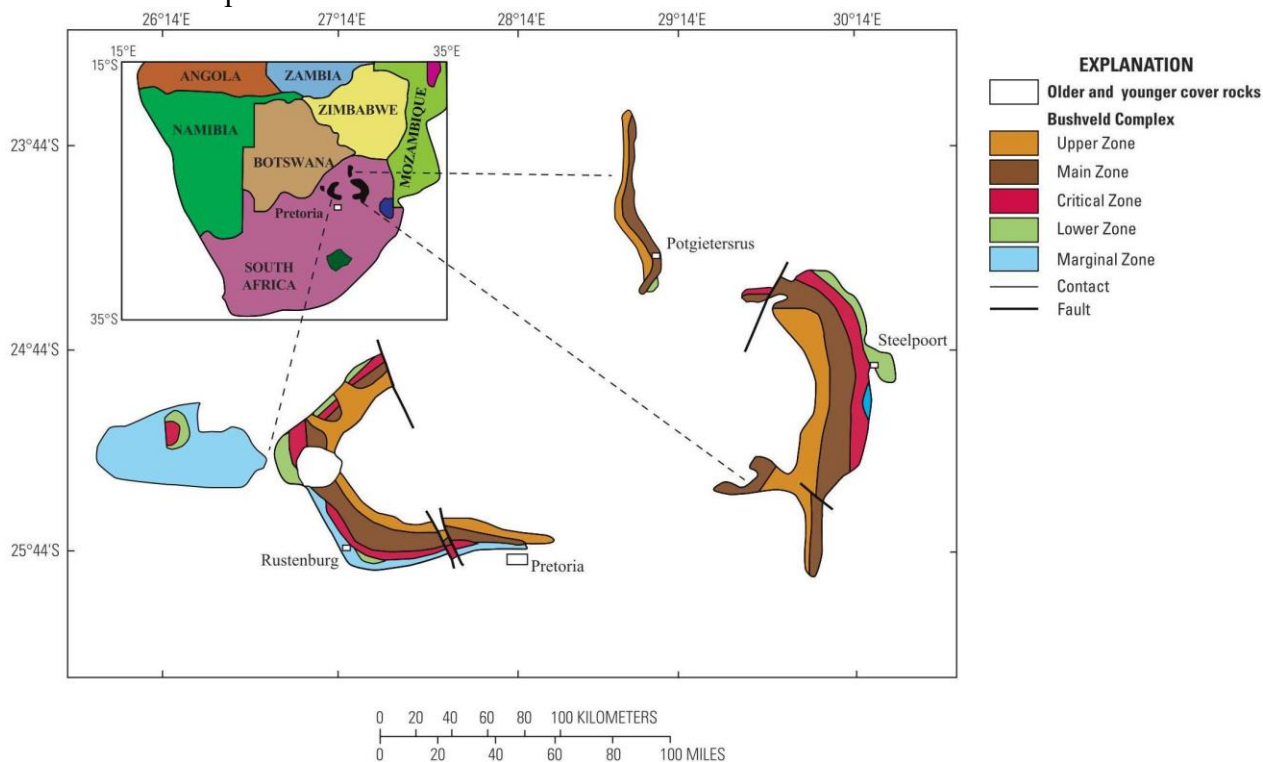 26°14'E 27°14'E 28°14'E 29°14'E 30°14'E
15°E 35°E
15°S
ANGOLA
ZAMBIA
ZIMBABWE
MOZAMBIQUE
NAMIBIA
BOTSWANA
Pretoria
SOUTH
AFRICA
35°S
23°44'S
24°44'S
25°44'S
Potgietersrus
Steelpoort
Rustenburg
Pretoria
EXPLANATION
Older and younger cover rocks
Bushveld Complex
Upper Zone
Main Zone
Critical Zone
Lower Zone
Marginal Zone
Contact
Fault
0 20 40 60 80 100 KILOMETERS
0 20 40 60 80 100 MILES